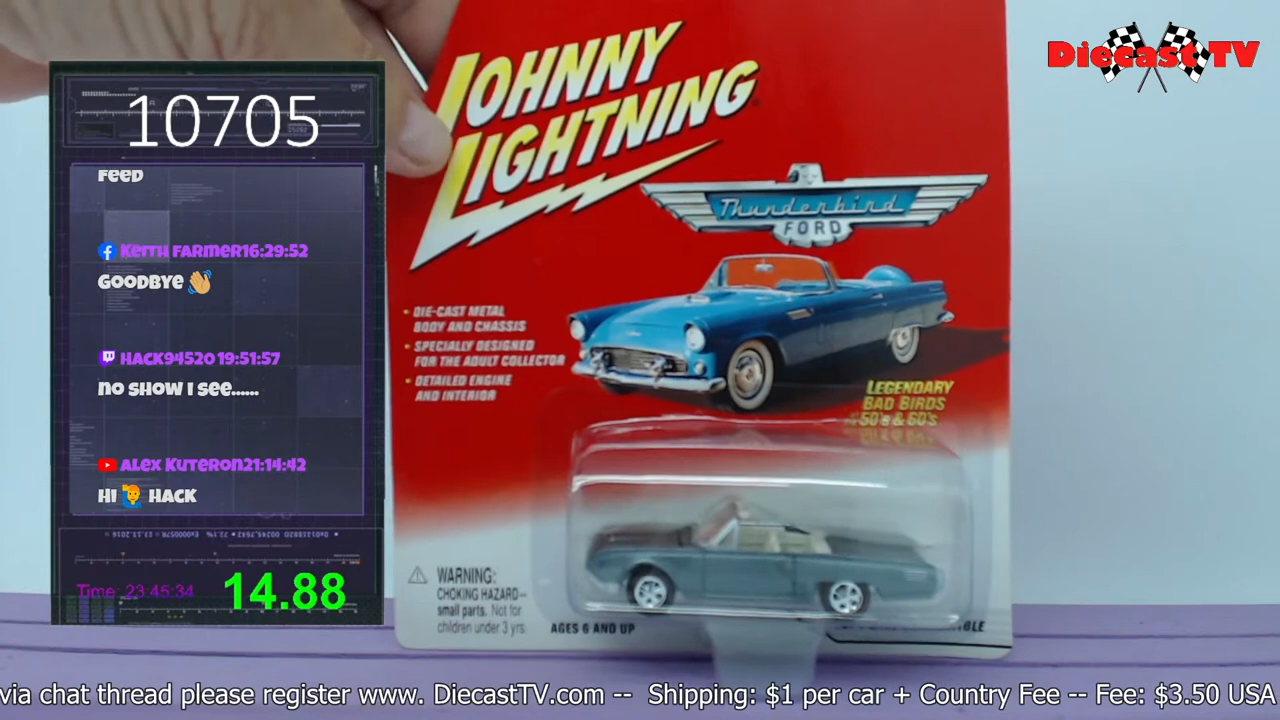 10705
FEED
KEITH FARMER16:29:52
GOODBYE 👋
HACK94520 19:51:57
NO SHOW I SEE......
ALEX KUTERON21:14:42
HI 🙋 HACK
Time: 23:45:34
14.88
JOHNNY
LIGHTNING
Thunderbird
FORD
• DIE-CAST METAL
BODY AND CHASSIS
• SPECIALLY DESIGNED
FOR THE ADULT COLLECTOR
• DETAILED ENGINE
AND INTERIOR
LEGENDARY
BAD BIRDS
50's & 60's
WARNING:
CHOKING HAZARD-
small parts. Not for
children under 3 yrs.
AGES 6 AND UP
Diecast TV
via chat thread please register www. DiecastTV.com -- Shipping: $1 per car + Country Fee -- Fee: $3.50 USA